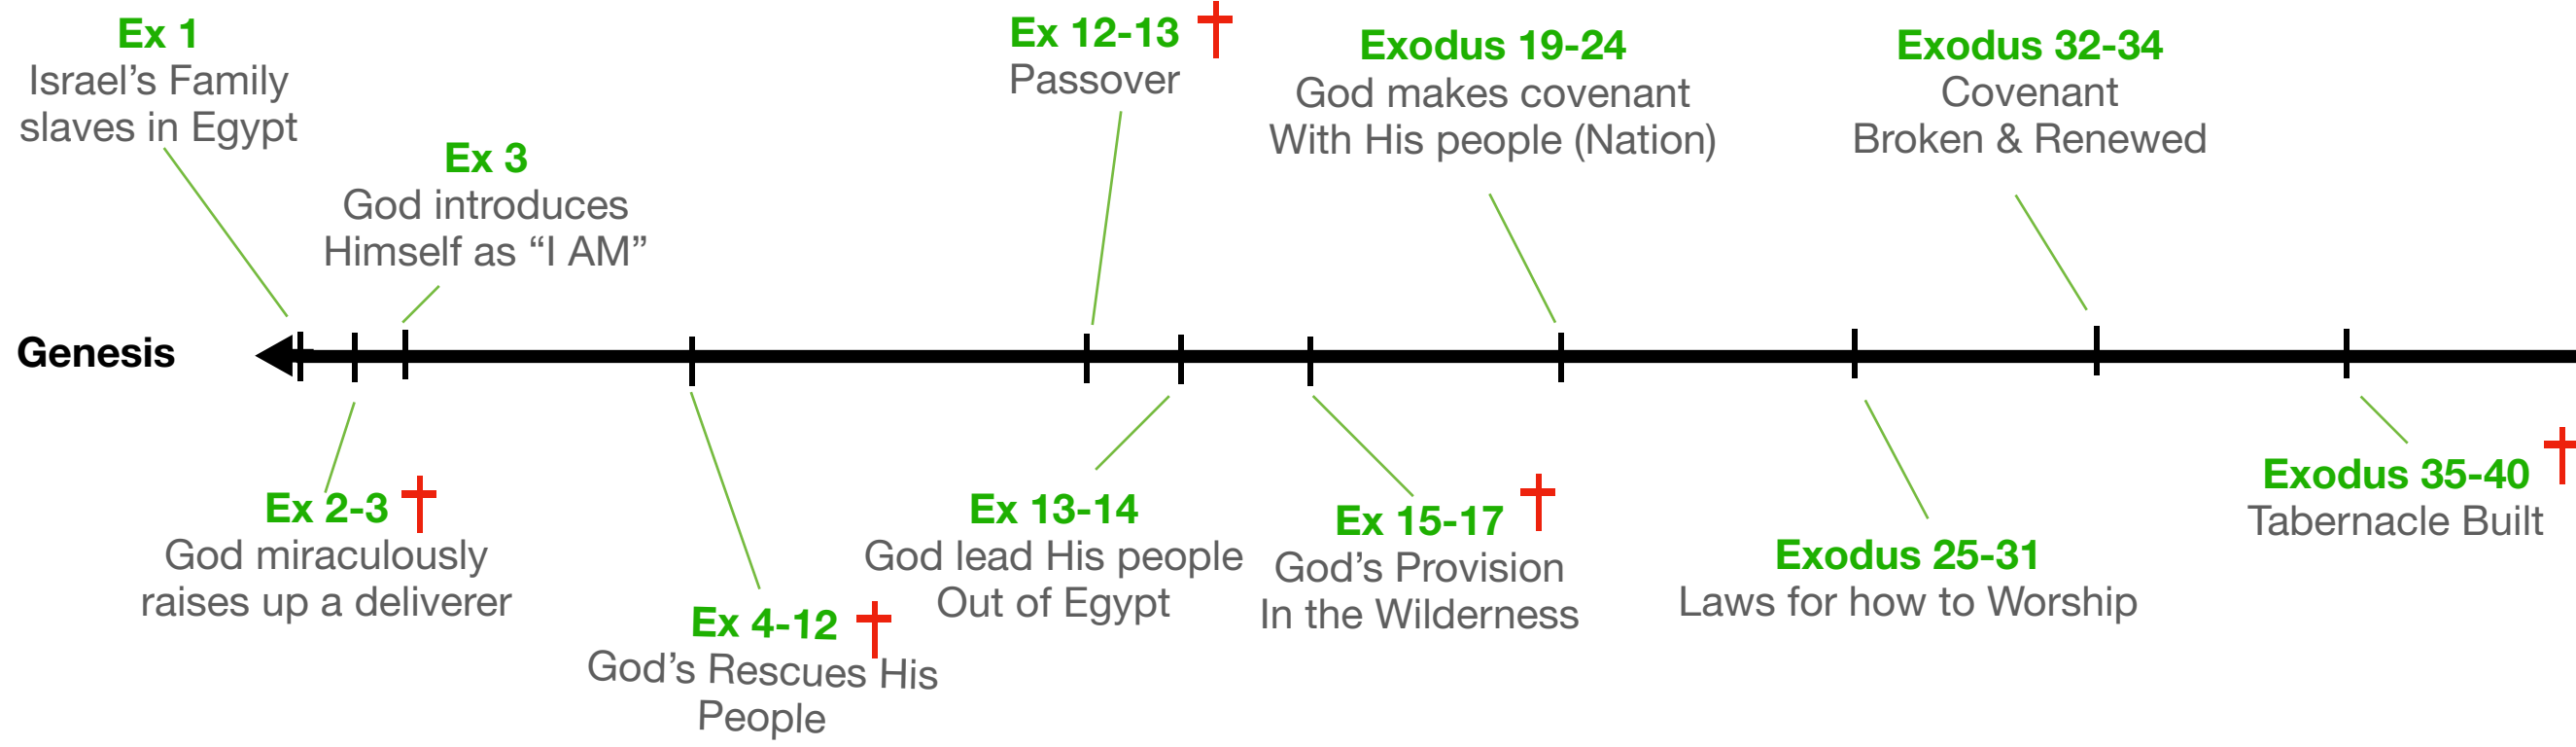 Ex 1
Israel’s Family
slaves in Egypt
Ex 3
God introduces
Himself as “I AM”
Ex 12-13
Passover
Exodus 19-24
God makes covenant
With His people (Nation)
Exodus 32-34
Covenant
Broken & Renewed
Genesis
Ex 2-3
God miraculously
raises up a deliverer
Ex 4-12
God’s Rescues His
People
Ex 13-14
God lead His people
Out of Egypt
Ex 15-17
God’s Provision
In the Wilderness
Exodus 25-31
Laws for how to Worship
Exodus 35-40
Tabernacle Built